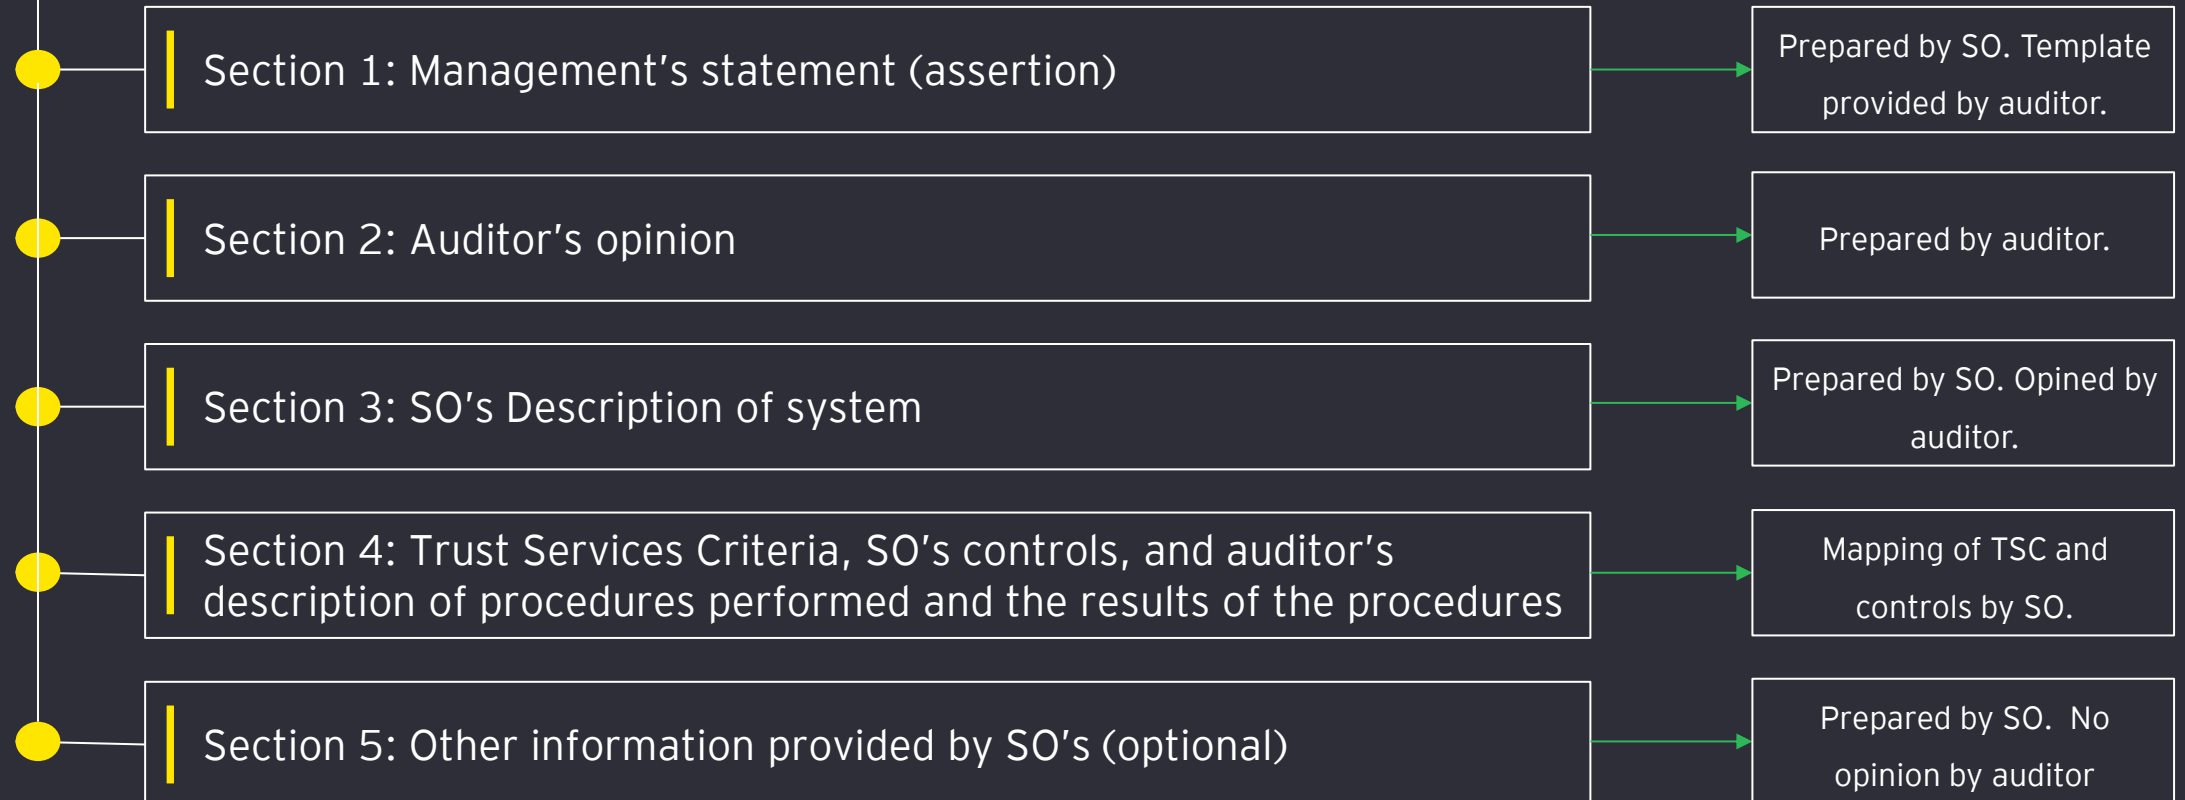 Section 1: Management’s statement (assertion)
Prepared by SO. Template
provided by auditor.
Section 2: Auditor’s opinion
Prepared by auditor.
Section 3: SO’s Description of system
Prepared by SO. Opined by
auditor.
Section 4: Trust Services Criteria, SO’s controls, and auditor’s
description of procedures performed and the results of the procedures
Mapping of TSC and
controls by SO.
Section 5: Other information provided by SO’s (optional)
Prepared by SO.  No
opinion by auditor